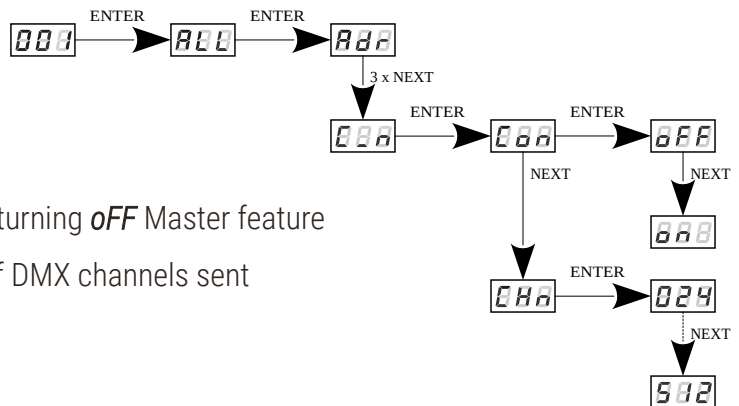 ENTER ENTER
001 ALL Adr
3 x NEXT
ENTER ENTER
C_n Con oFF
NEXT NEXT
turning oFF Master feature
on
f DMX channels sent
ENTER
CHn 024
NEXT
512